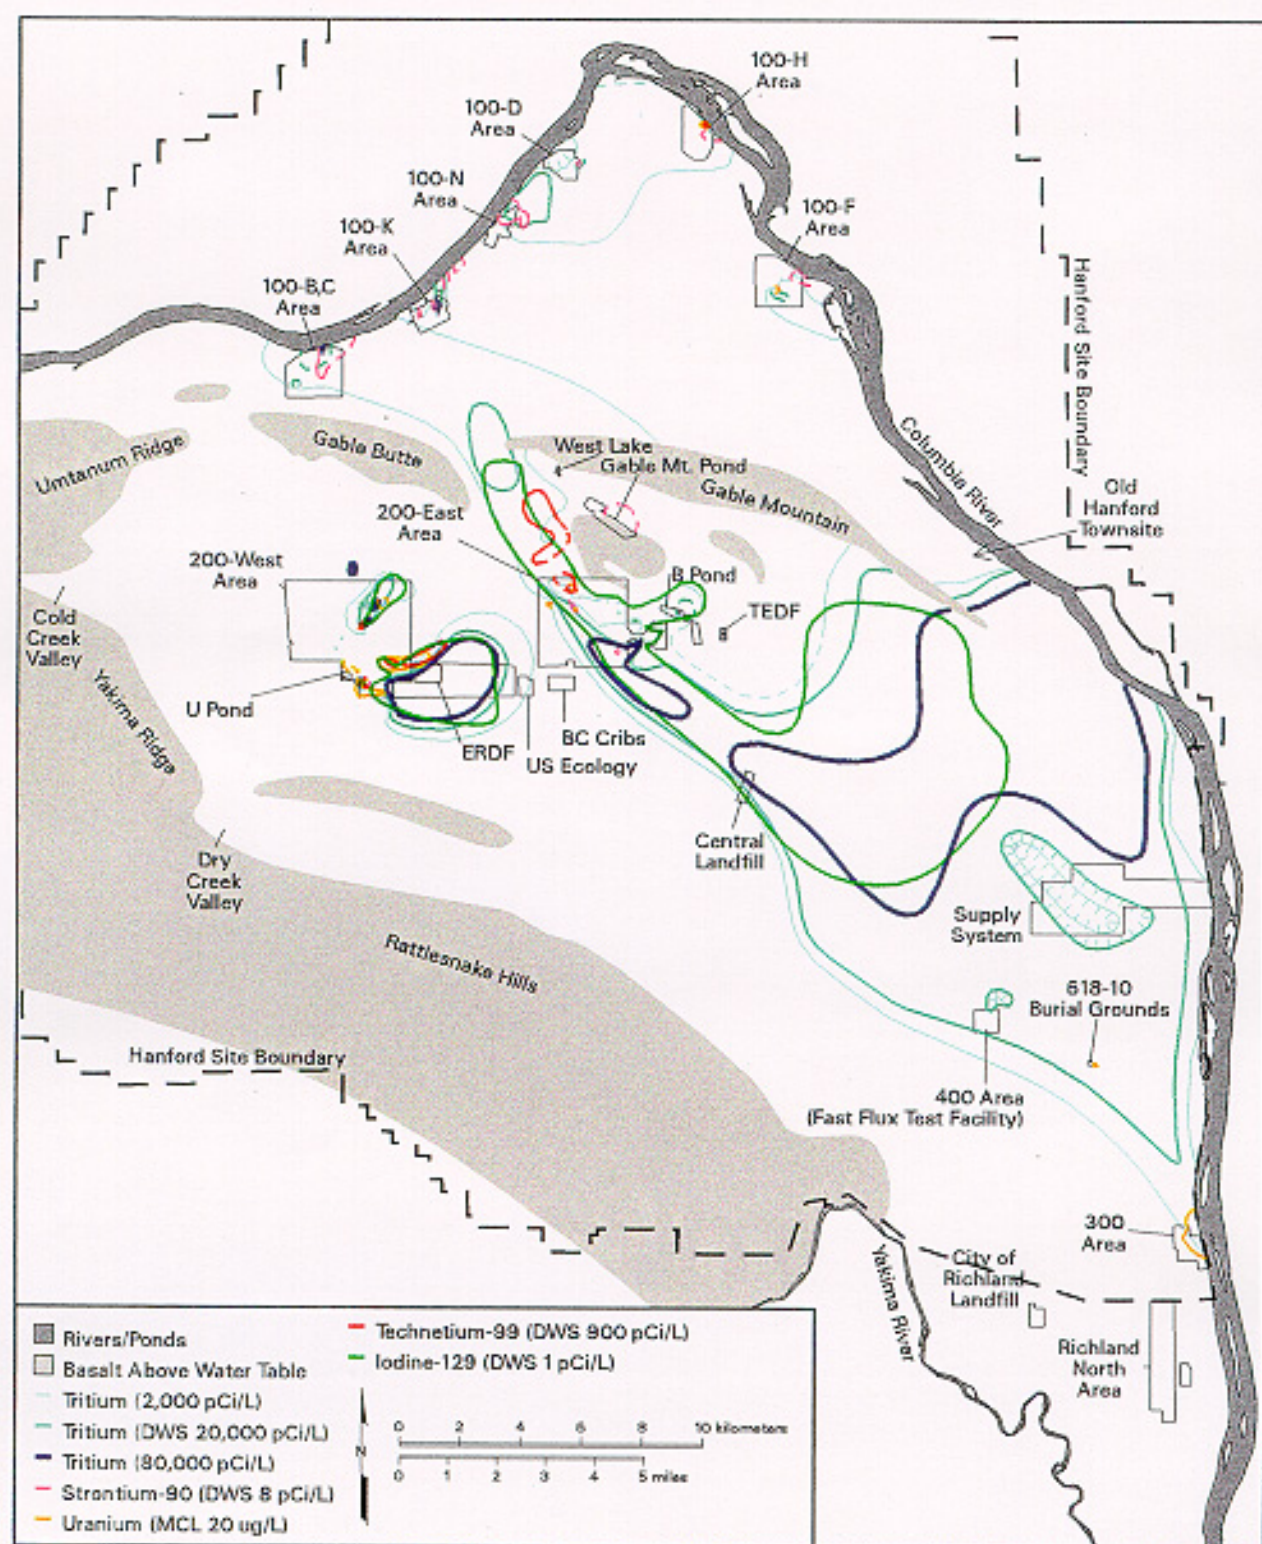 100-H
Area
100-D
Area
100-N
Area
100-K
Area
100-F
Area
100-B,C
Area
Hanford Site Boundary
Columbia River
Umtanum Ridge
Gable Butte
West Lake
Gable Mt. Pond
Gable Mountain
Old
Hanford
Townsite
200-East
Area
200-West
Area
B Pond
TEDF
Cold
Creek
Valley
Yakima Ridge
U Pond
ERDF
BC Cribs
US Ecology
Central
Landfill
Dry
Creek
Valley
Supply
System
Rattlesnake Hills
618-10
Burial Grounds
Hanford Site Boundary
400 Area
(Fast Flux Test Facility)
300
Area
City of
Richland
Landfill
Yakima River
Richland
North
Area
Rivers/Ponds
Basalt Above Water Table
Tritium (2,000 pCi/L)
Tritium (DWS 20,000 pCi/L)
Tritium (80,000 pCi/L)
Strontium-90 (DWS 8 pCi/L)
Uranium (MCL 20 ug/L)
Technetium-99 (DWS 900 pCi/L)
Iodine-129 (DWS 1 pCi/L)
N
0 2 4 6 8 10 kilometers
0 1 2 3 4 5 miles